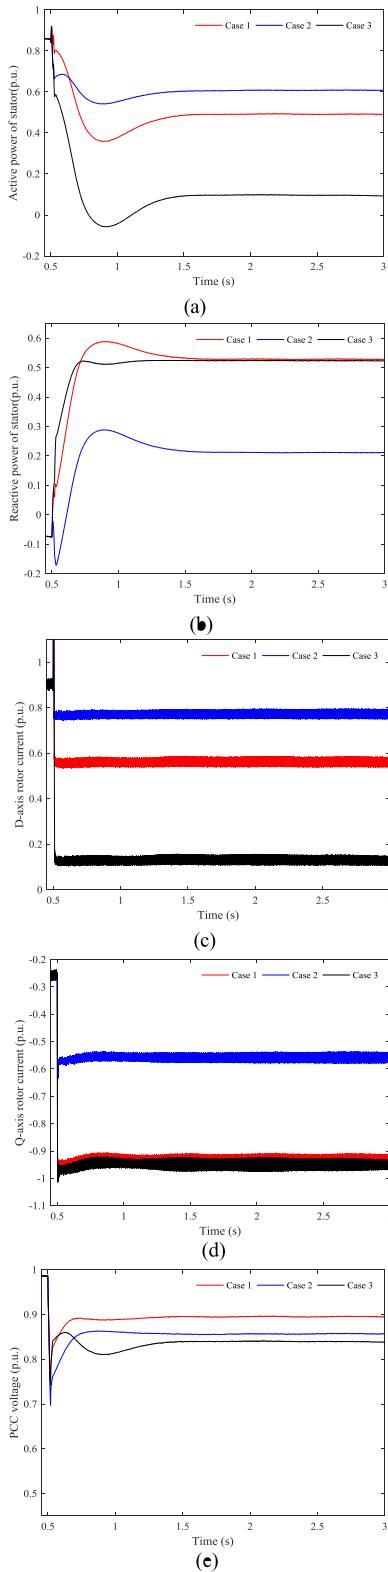 Case 1 Case 2 Case 3
Active power of stator(p.u.)
1
0.8
0.6
0.4
0.2
0
-0.2
0.5 1 1.5 2 2.5 3
Time (s)
(a)
Case 1 Case 2 Case 3
Reactive power of stator(p.u.)
0.6
0.5
0.4
0.3
0.2
0.1
0
-0.1
-0.2
0.5 1 1.5 2 2.5 3
Time (s)
(b)
Case 1 Case 2 Case 3
D-axis rotor current (p.u.)
1
0.8
0.6
0.4
0.2
0
0.5 1 1.5 2 2.5
Time (s)
(c)
Case 1 Case 2 Case 3
Q-axis rotor current (p.u.)
-0.2
-0.3
-0.4
-0.5
-0.6
-0.7
-0.8
-0.9
-1
-1.1
0.5 1 1.5 2 2.5
Time (s)
(d)
Case 1 Case 2 Case 3
PCC voltage (p.u.)
1
0.9
0.8
0.7
0.6
0.5
0.5 1 1.5 2 2.5 3
Time (s)
(e)